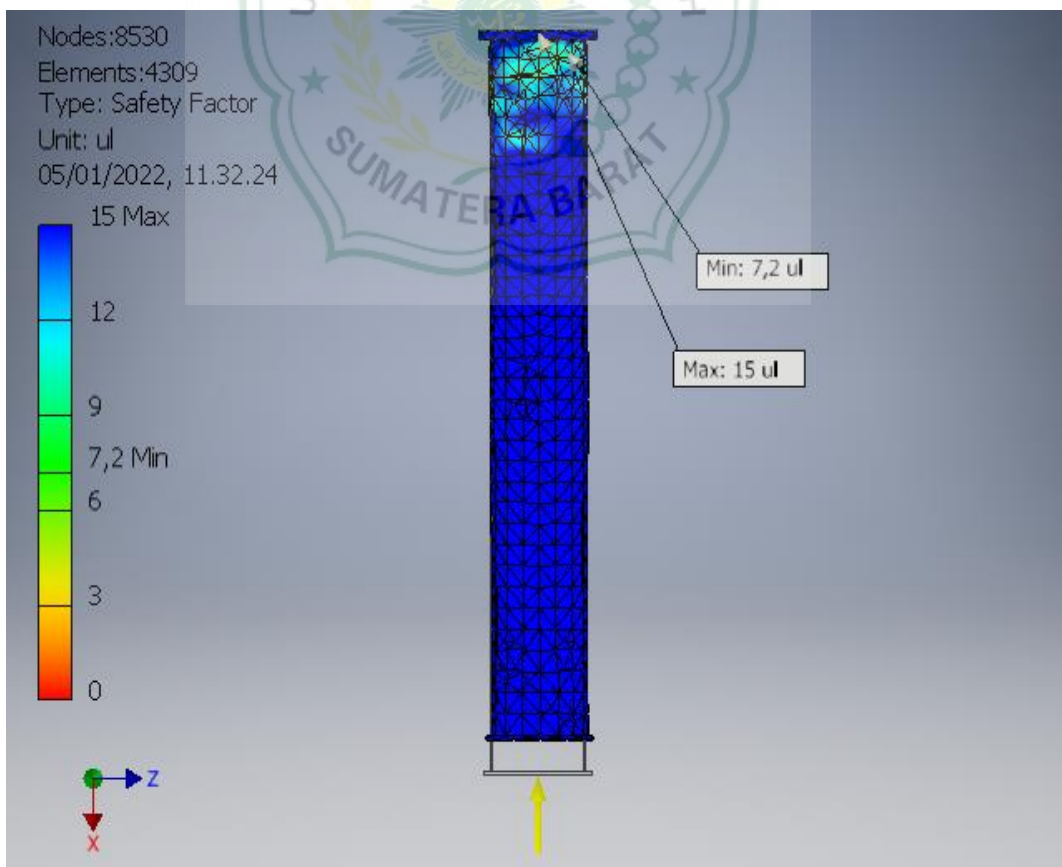 Nodes:8530
Elements:4309
Type: Safety Factor
Unit: ul
05/01/2022, 11.32.24
15 Max
12
9
7,2 Min
6
3
0
Min: 7,2 ul
Max: 15 ul
SUMATERA BARAT
Z
X